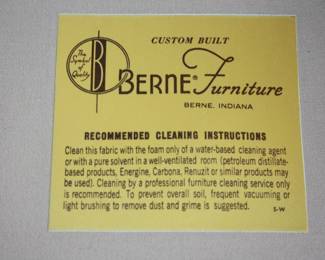 CUSTOM BUILT
The Symbol of Quality
B
BERNE® Furniture
BERNE, INDIANA
RECOMMENDED CLEANING INSTRUCTIONS
Clean this fabric with the foam only of a water-based cleaning agent
or with a pure solvent in a well-ventilated room (petroleum distillate-
based products, Energine, Carbona, Renuzit or similar products may
be used). Cleaning by a professional furniture cleaning service only
is recommended. To prevent overall soil, frequent vacuuming or
light brushing to remove dust and grime is suggested.
S-W